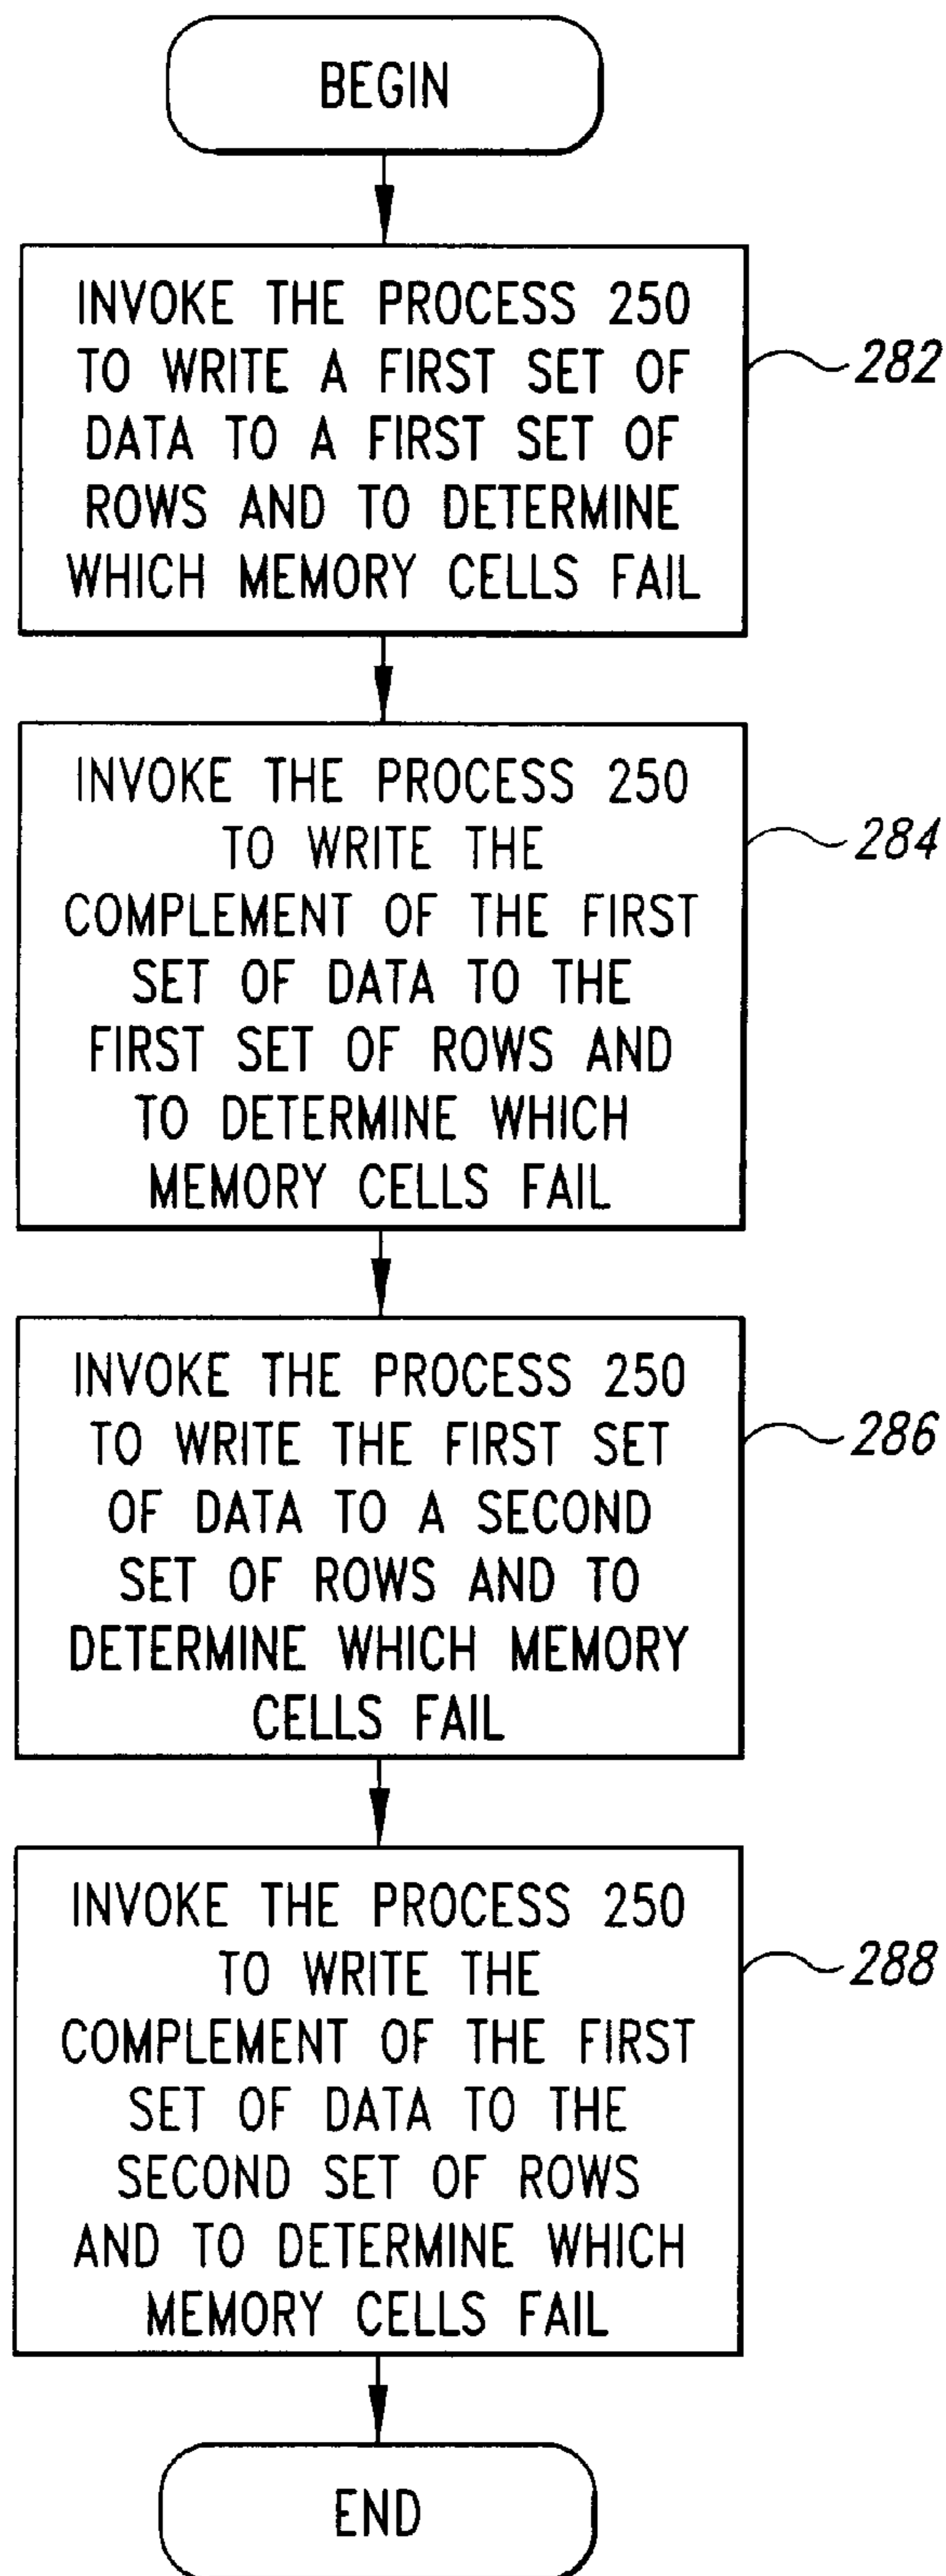 BEGIN
INVOKE THE PROCESS 250
TO WRITE A FIRST SET OF
DATA TO A FIRST SET OF
ROWS AND TO DETERMINE
WHICH MEMORY CELLS FAIL
282
INVOKE THE PROCESS 250
TO WRITE THE
COMPLEMENT OF THE FIRST
SET OF DATA TO THE
FIRST SET OF ROWS AND
TO DETERMINE WHICH
MEMORY CELLS FAIL
284
INVOKE THE PROCESS 250
TO WRITE THE FIRST SET
OF DATA TO A SECOND
SET OF ROWS AND TO
DETERMINE WHICH MEMORY
CELLS FAIL
286
INVOKE THE PROCESS 250
TO WRITE THE
COMPLEMENT OF THE FIRST
SET OF DATA TO THE
SECOND SET OF ROWS
AND TO DETERMINE WHICH
MEMORY CELLS FAIL
288
END